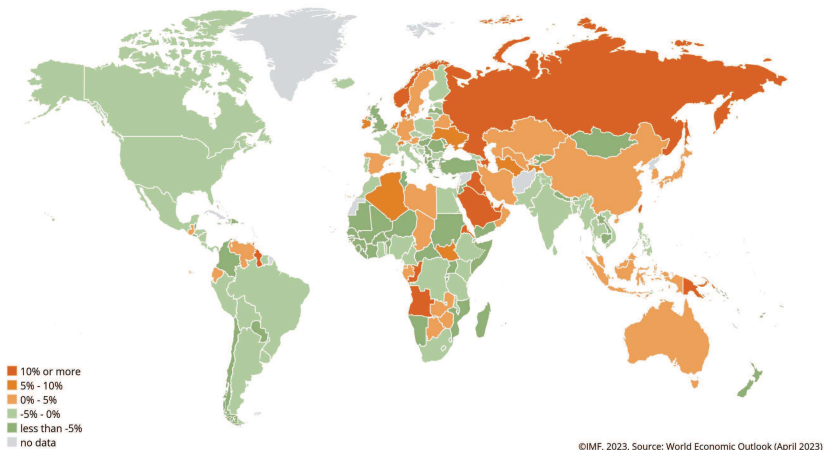 10% or more
5% - 10%
0% - 5%
-5% - 0%
less than -5%
no data
©IMF, 2023, Source: World Economic Outlook (April 2023)